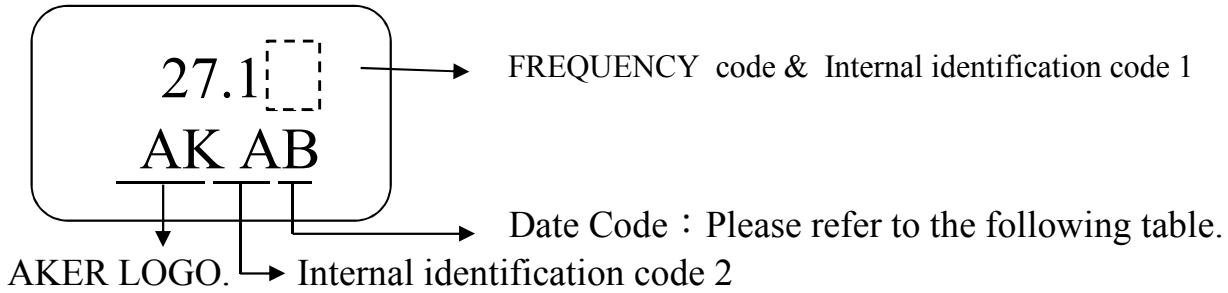 27.1
FREQUENCY code & Internal identification code 1
AK AB
Date Code：Please refer to the following table.
AKER LOGO.
Internal identification code 2